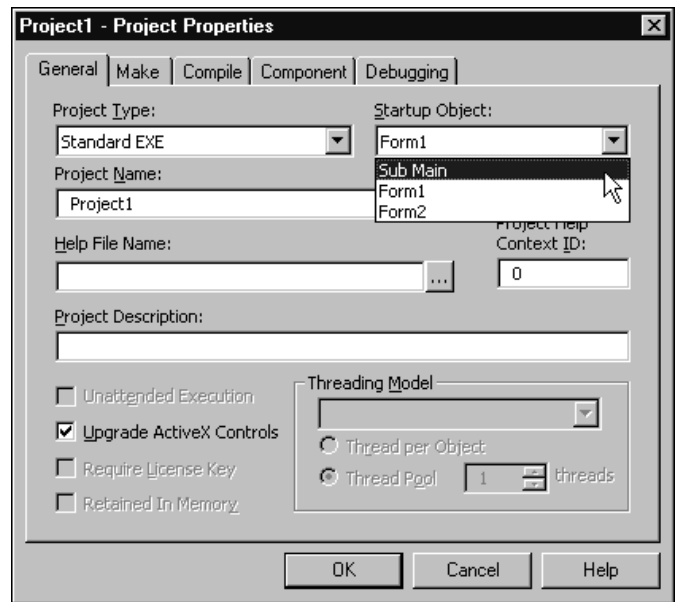 Project1 - Project Properties
General Make Compile Component Debugging
Project Type: Startup Object:
Standard EXE Form1
Sub Main
Project Name:
Form1
Project1
Form2
Project Help
Help File Name: Context ID:
... 0
Project Description:
Threading Model
Unattended Execution
Upgrade ActiveX Controls
Thread per Object
Require License Key
Thread Pool 1 threads
Retained In Memory
OK Cancel Help